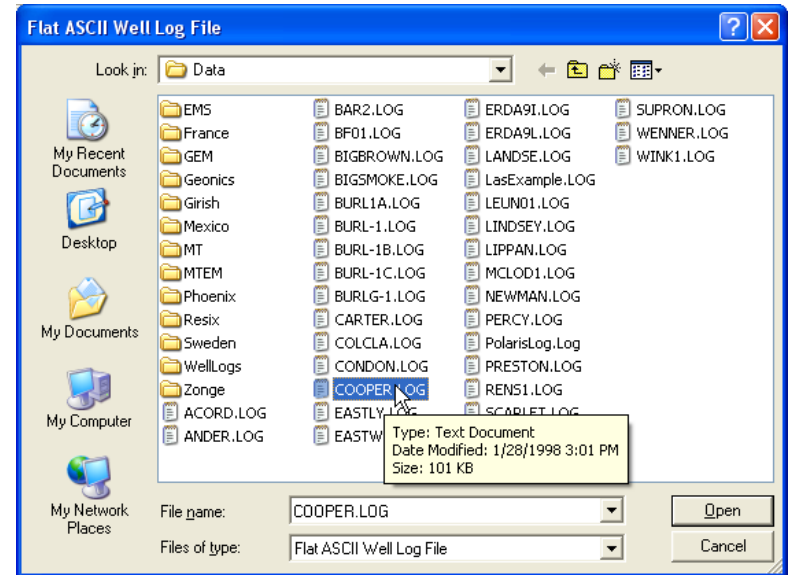 Flat ASCII Well Log File
Look in: Data
My Recent
Documents
Desktop
My Documents
My Computer
My Network
Places
EMS
France
GEM
Geonics
Girish
Mexico
MT
MTEM
Phoenix
Resix
Sweden
WellLogs
Zonge
ACORD.LOG
ANDER.LOG
BAR2.LOG
BF01.LOG
BIGBROWN.LOG
BIGSMOKE.LOG
BURL1A.LOG
BURL-1.LOG
BURL-1B.LOG
BURL-1C.LOG
BURLG-1.LOG
CARTER.LOG
COLCLA.LOG
CONDON.LOG
COOPER.LOG
EASTLY.LOG
EASTW
ERDA9I.LOG
ERDA9L.LOG
LANDSE.LOG
LasExample.LOG
LEUN01.LOG
LINDSEY.LOG
LIPPAN.LOG
MCLOD1.LOG
NEWMAN.LOG
PERCY.LOG
PolarisLog.Log
PRESTON.LOG
RENS1.LOG
SCARLET.LOG
SUPRON.LOG
WENNER.LOG
WINK1.LOG
Type: Text Document
Date Modified: 1/28/1998 3:01 PM
Size: 101 KB
File name: COOPER.LOG Open
Files of type: Flat ASCII Well Log File Cancel